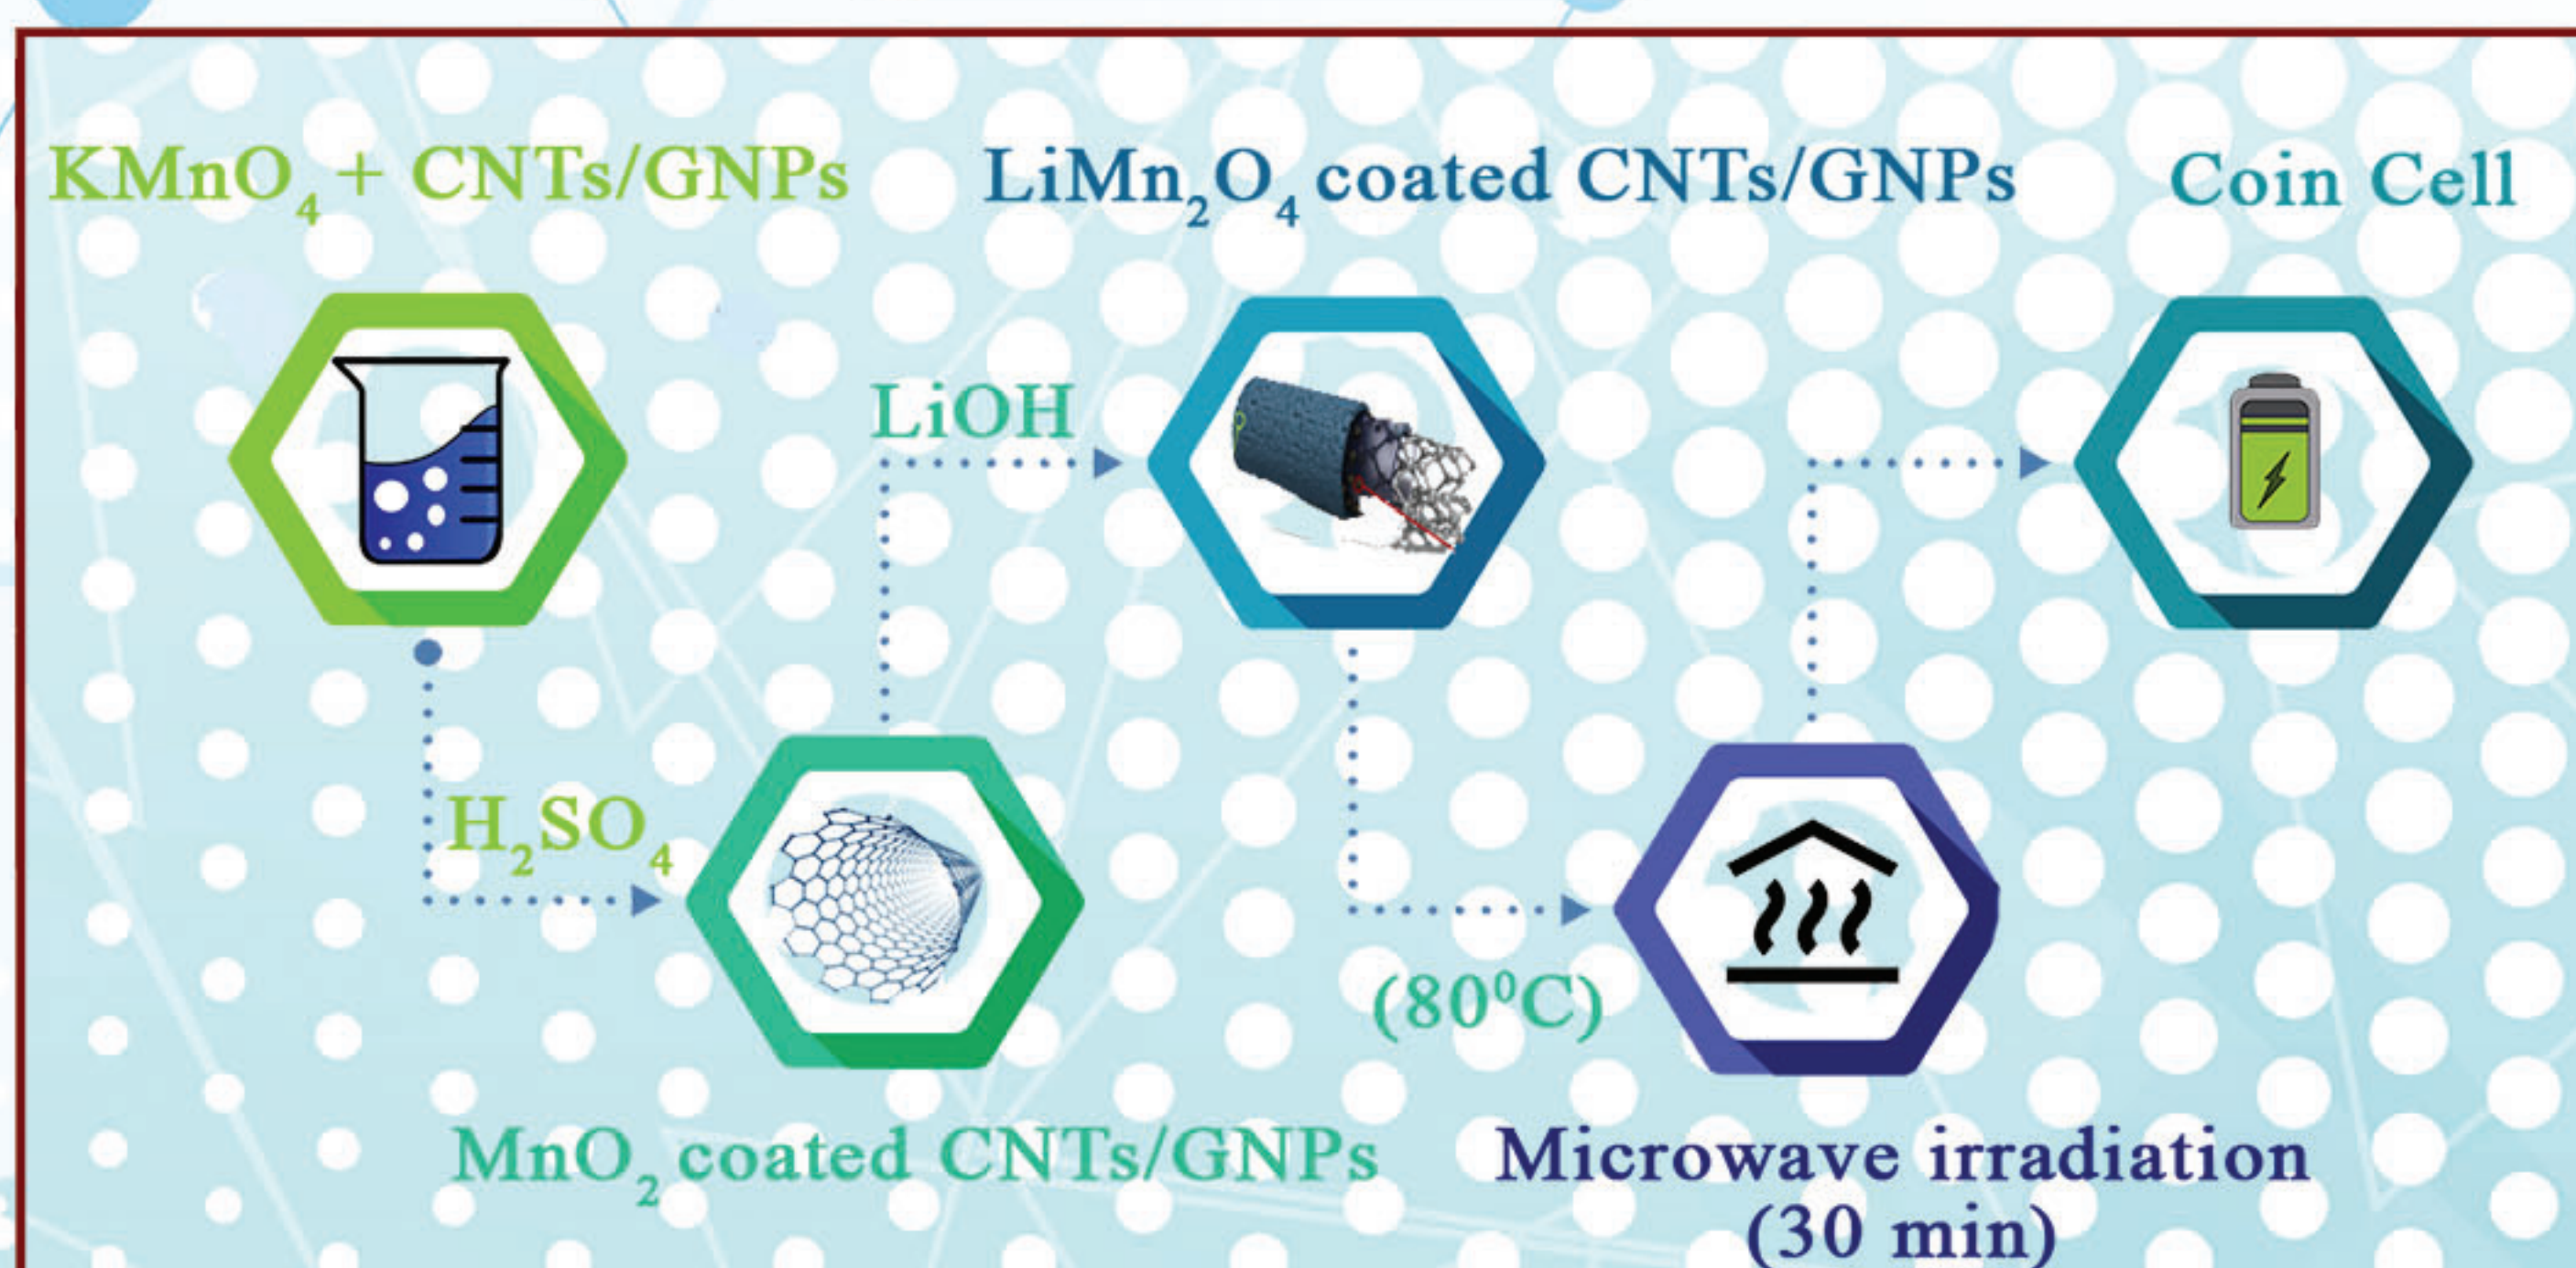 KMnO₄ + CNTs/GNPs
LiMn₂O₄ coated CNTs/GNPs
Coin Cell
LiOH
H₂SO₄
(80⁰C)
MnO₂ coated CNTs/GNPs
Microwave irradiation
(30 min)